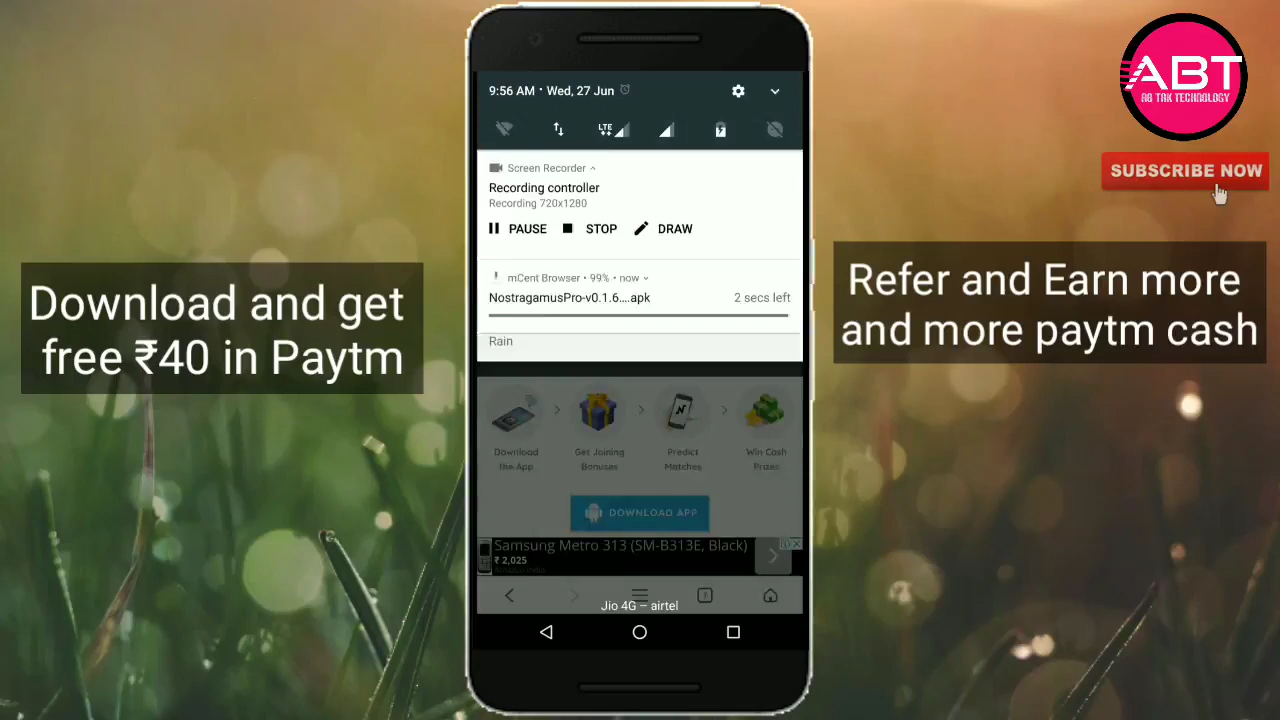 ABT
AB TAK TECHNOLOGY
SUBSCRIBE NOW
Download and get
free ₹40 in Paytm
Refer and Earn more
and more paytm cash
9:56 AM • Wed, 27 Jun
LTE
Screen Recorder
Recording controller
Recording 720x1280
PAUSE STOP DRAW
mCent Browser • 99% • now
NostragamusPro-v0.1.6....apk 2 secs left
Rain
Download the App
Get Joining Bonuses
Predict Matches
Win Cash Prizes
DOWNLOAD APP
Samsung Metro 313 (SM-B313E, Black)
₹ 2,025
Amazon India
Jio 4G – airtel